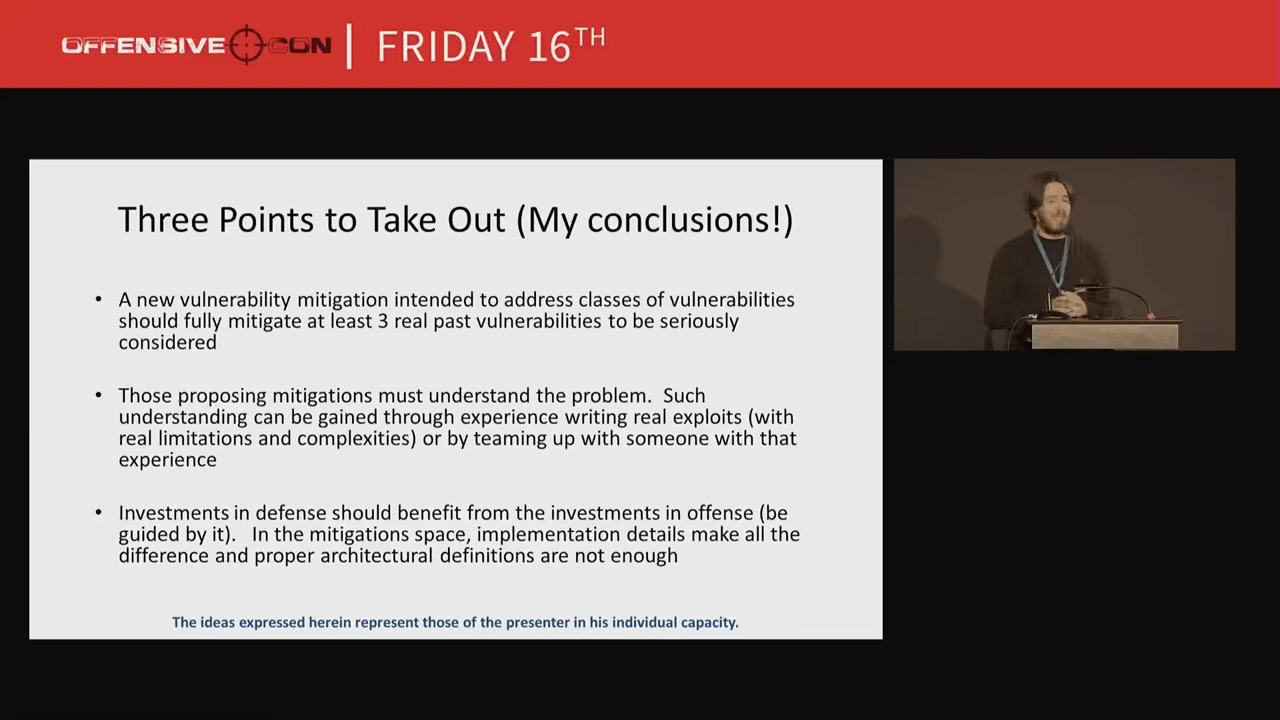 OFFENSIVE CON | FRIDAY 16TH
Three Points to Take Out (My conclusions!)
• A new vulnerability mitigation intended to address classes of vulnerabilities
should fully mitigate at least 3 real past vulnerabilities to be seriously
considered
• Those proposing mitigations must understand the problem.  Such
understanding can be gained through experience writing real exploits (with
real limitations and complexities) or by teaming up with someone with that
experience
• Investments in defense should benefit from the investments in offense (be
guided by it).   In the mitigations space, implementation details make all the
difference and proper architectural definitions are not enough
The ideas expressed herein represent those of the presenter in his individual capacity.